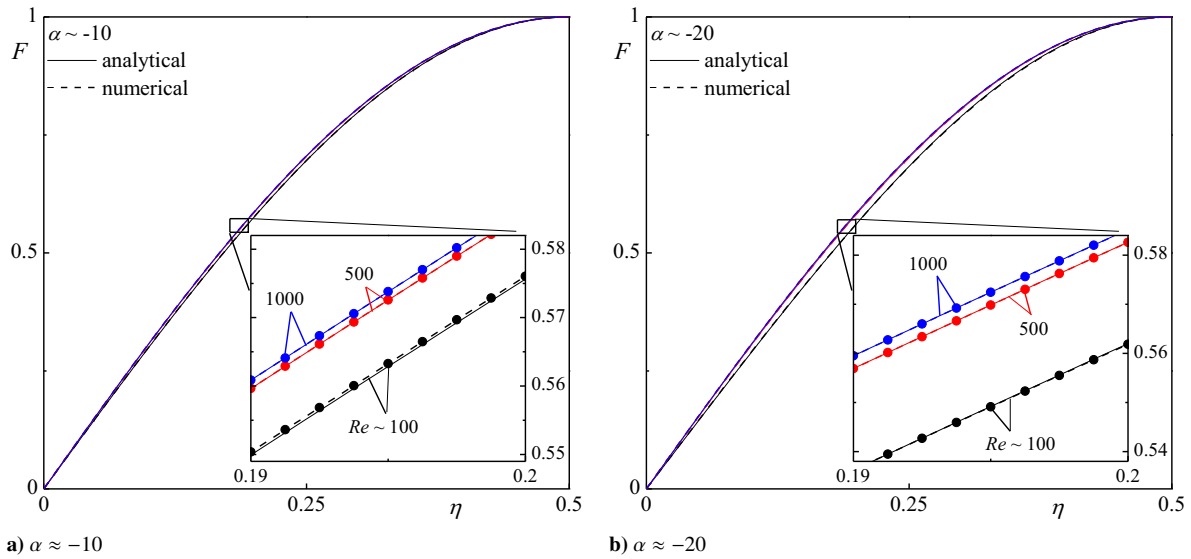 1
F
α ~ -10
analytical
numerical
0.5
0
0
0.25
η
0.5
1000
500
Re ~ 100
0.58
0.57
0.56
0.55
0.19
0.2
a) α ≈ −10
1
F
α ~ -20
analytical
numerical
0.5
0
0
0.25
η
0.5
1000
500
Re ~ 100
0.58
0.56
0.54
0.19
0.2
b) α ≈ −20